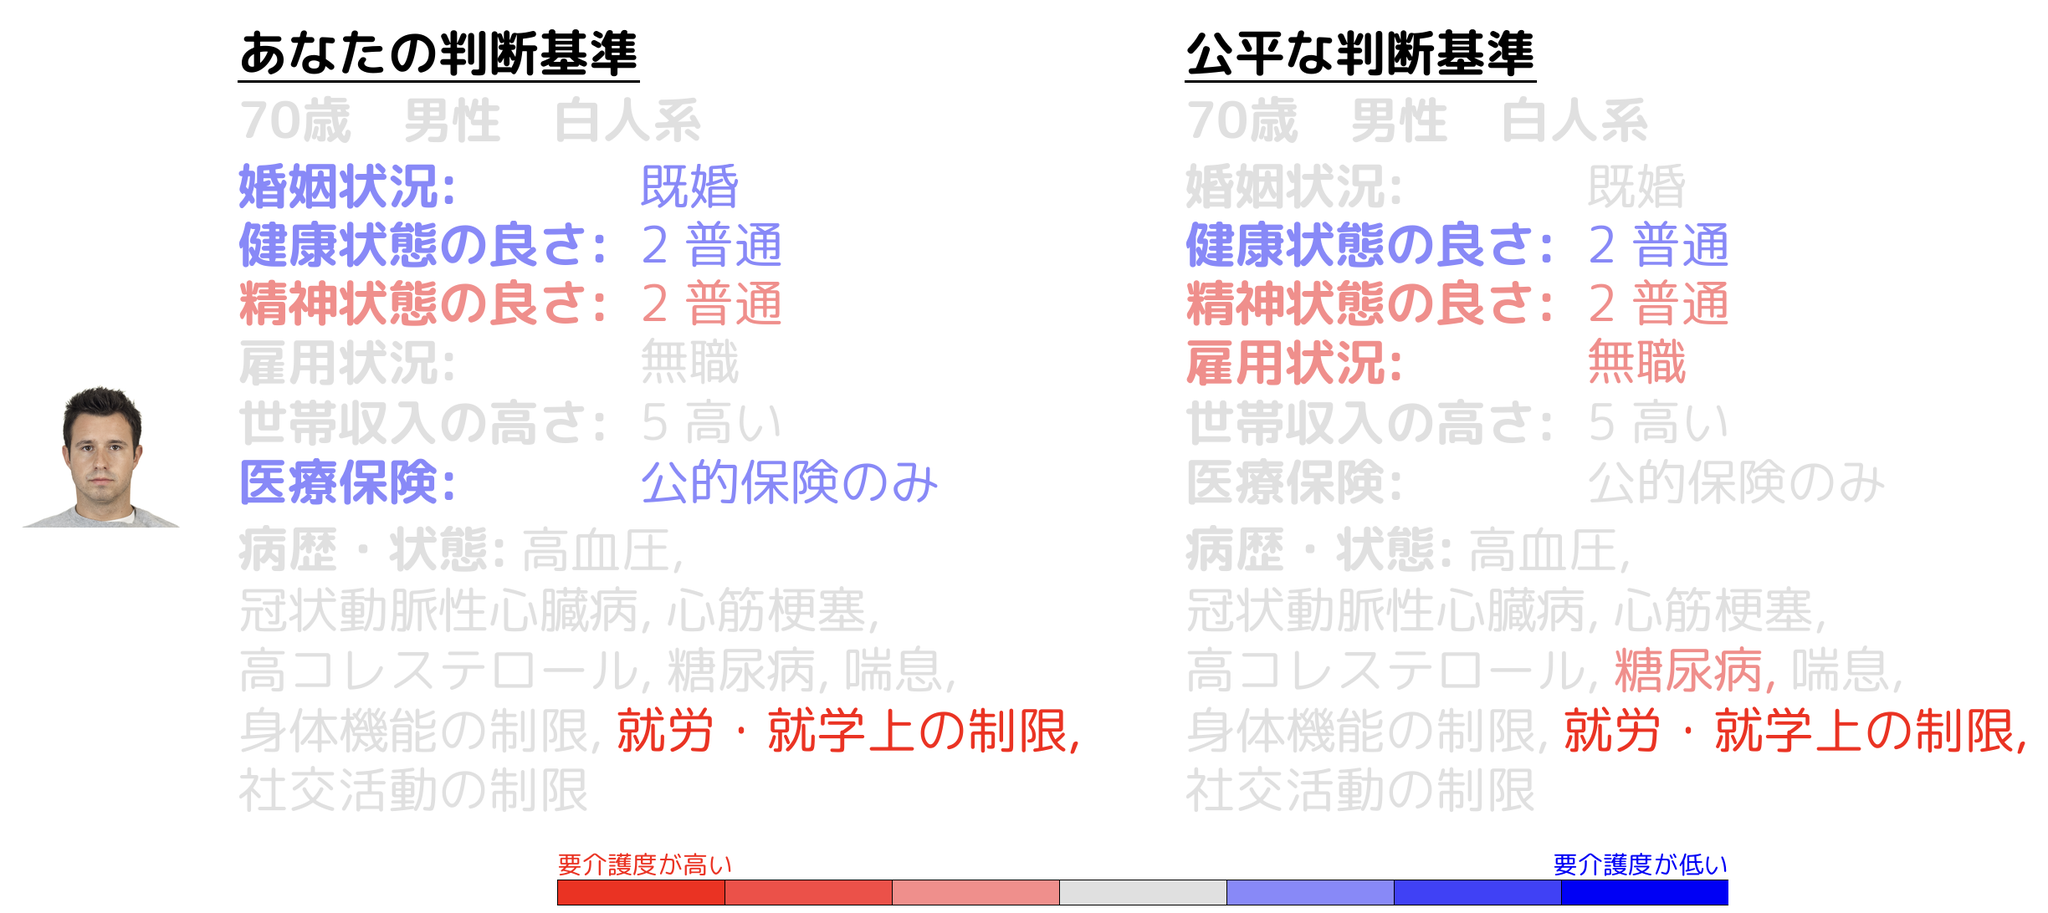 あなたの判断基準
70歳　男性　白人系
婚姻状況: 既婚
健康状態の良さ: 2 普通
精神状態の良さ: 2 普通
雇用状況: 無職
世帯収入の高さ: 5 高い
医療保険: 公的保険のみ
病歴・状態: 高血圧,
冠状動脈性心臓病, 心筋梗塞,
高コレステロール, 糖尿病, 喘息,
身体機能の制限, 就労・就学上の制限,
社交活動の制限
公平な判断基準
70歳　男性　白人系
婚姻状況: 既婚
健康状態の良さ: 2 普通
精神状態の良さ: 2 普通
雇用状況: 無職
世帯収入の高さ: 5 高い
医療保険: 公的保険のみ
病歴・状態: 高血圧,
冠状動脈性心臓病, 心筋梗塞,
高コレステロール, 糖尿病, 喘息,
身体機能の制限, 就労・就学上の制限,
社交活動の制限
要介護度が高い
要介護度が低い